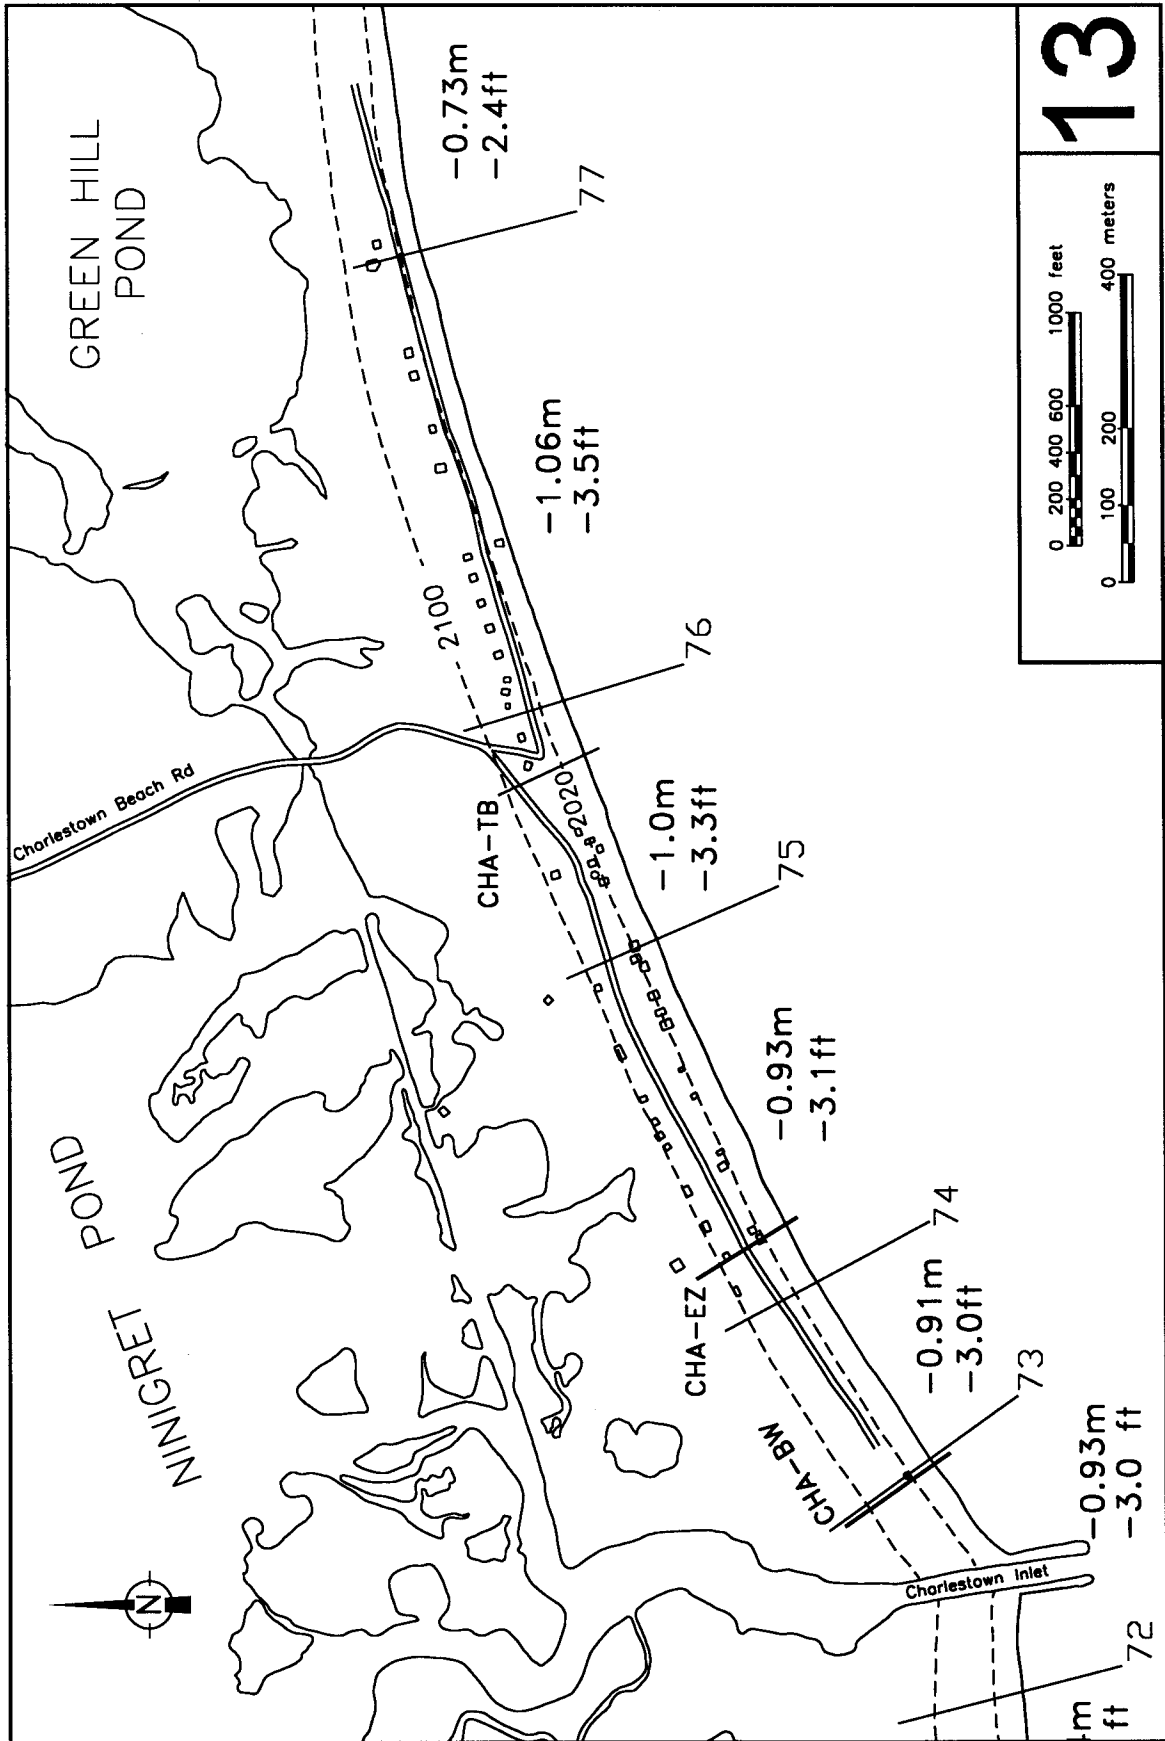 13
GREEN HILL
POND
NINIGRET POND
Chorlestown Beach Rd
2100
2020
CHA-TB
CHA-EZ
CHA-BW
Chorlestown Inlet
N
-0.73m
-2.4ft
77
-1.06m
-3.5ft
76
-1.0m
-3.3ft
75
-0.93m
-3.1ft
74
-0.91m
-3.0ft
73
-0.93m
-3.0 ft
72
m
ft
0 200 400 600 1000 feet
0 100 200 400 meters